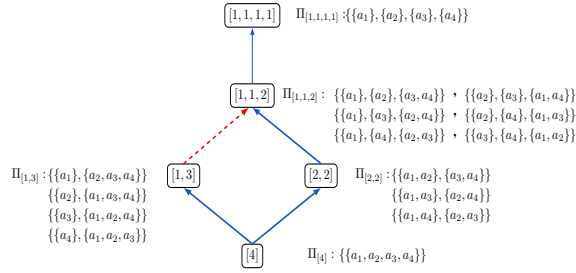 [1, 1, 1, 1] Π[1,1,1,1] :{{a1}, {a2}, {a3}, {a4}}
[1, 1, 2] Π[1,1,2] : {{a1}, {a2}, {a3, a4}} , {{a2}, {a3}, {a1, a4}}
{{a1}, {a3}, {a2, a4}} , {{a2}, {a4}, {a1, a3}}
{{a1}, {a4}, {a2, a3}} , {{a3}, {a4}, {a1, a2}}
Π[1,3] :{{a1}, {a2, a3, a4}} [1, 3] [2, 2] Π[2,2] : {{a1, a2}, {a3, a4}}
{{a2}, {a1, a3, a4}} {{a1, a3}, {a2, a4}}
{{a3}, {a1, a2, a4}} {{a1, a4}, {a2, a3}}
{{a4}, {a1, a2, a3}}
[4] Π[4] : {{a1, a2, a3, a4}}